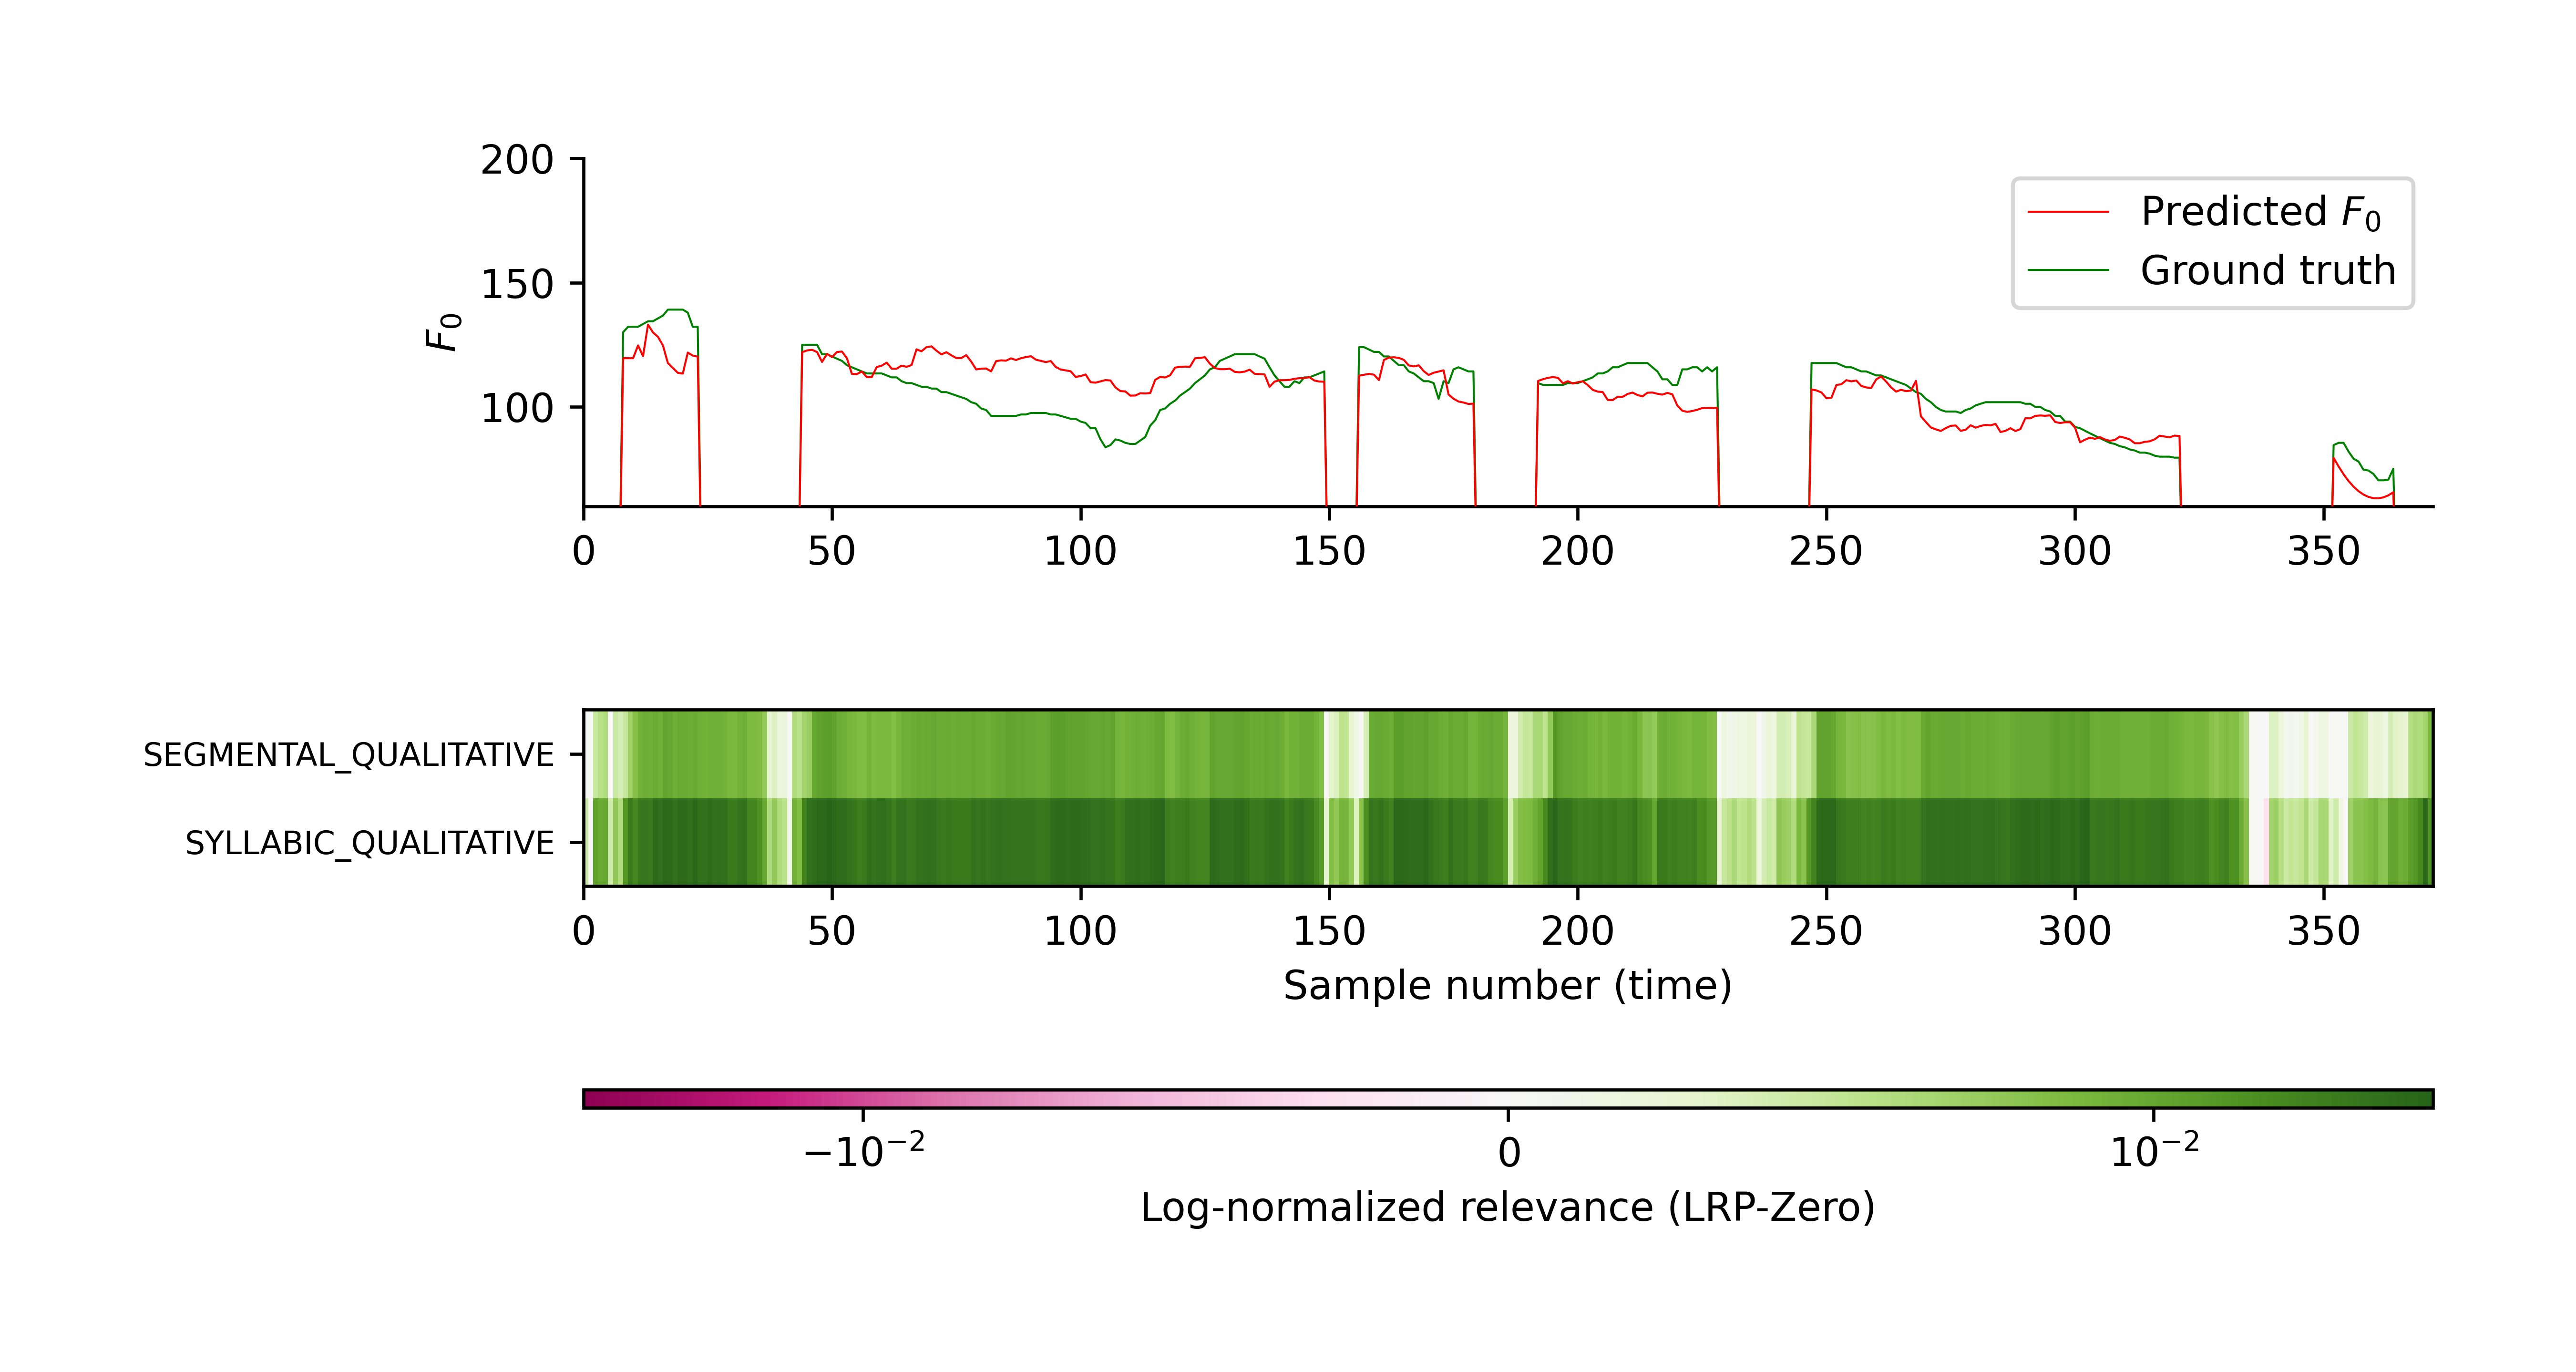 200
150
100
F₀
Predicted F₀
Ground truth
0 50 100 150 200 250 300 350
SEGMENTAL_QUALITATIVE
SYLLABIC_QUALITATIVE
0 50 100 150 200 250 300 350
Sample number (time)
−10⁻² 0 10⁻²
Log-normalized relevance (LRP-Zero)